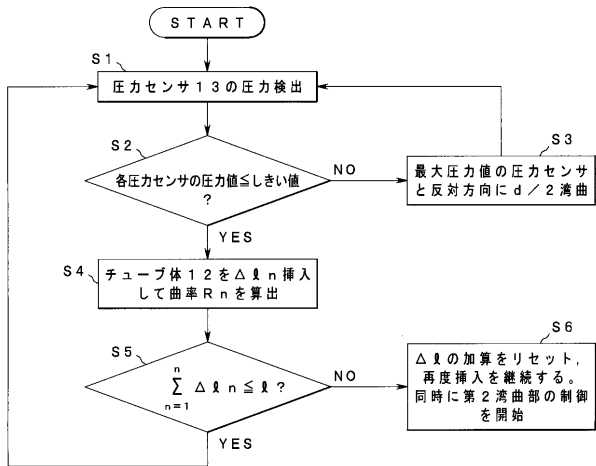 START
S1
圧力センサ13の圧力検出
S2
各圧力センサの圧力値≦しきい値
?
NO
YES
S3
最大圧力値の圧力センサ
と反対方向にd/2湾曲
S4
チューブ体12をΔℓn挿入
して曲率Rnを算出
S5
n
Σ Δℓn≦ℓ?
n=1
NO
YES
S6
Δℓの加算をリセット,
再度挿入を継続する。
同時に第2湾曲部の制御
を開始